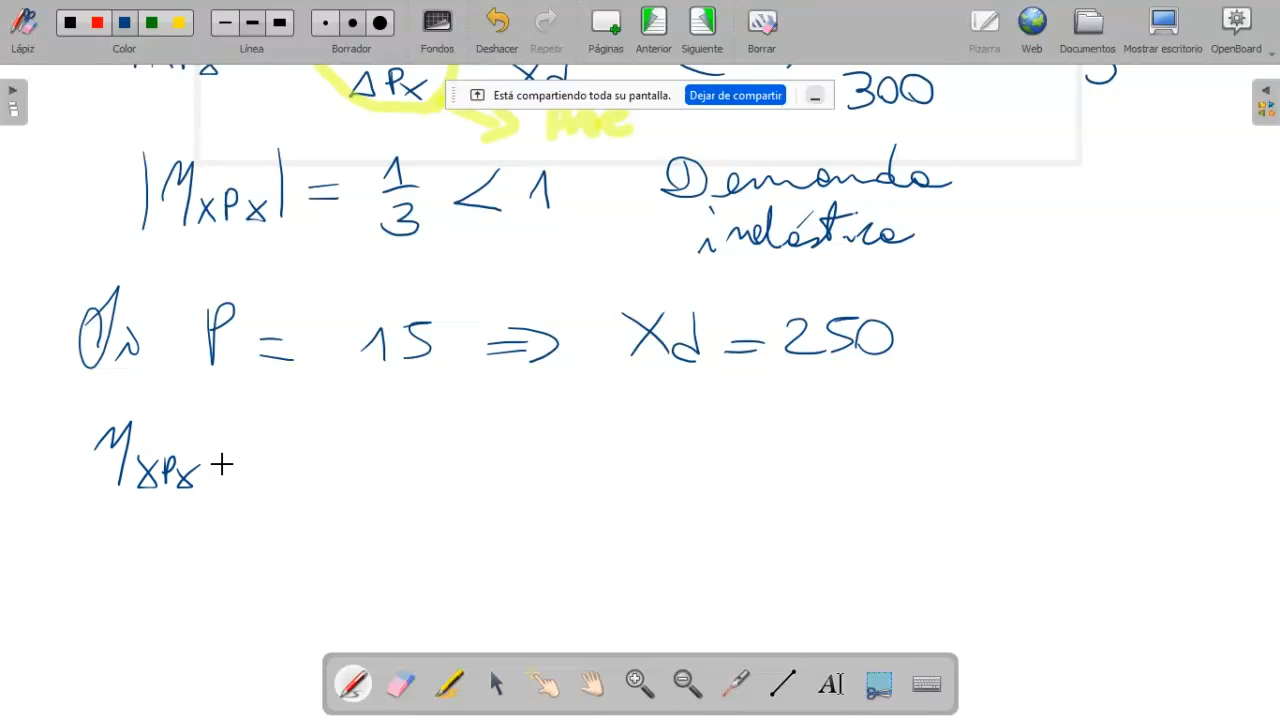 Lápiz Color Línea Borrador Fondos Deshacer Repetir Páginas Anterior Siguiente Borrar Pizarra Web Documentos Mostrar escritorio OpenBoard
ΔPx Xd 300
Está compartiendo toda su pantalla. Dejar de compartir
|ηxPx| = 1/3 < 1 Demanda
inelástica
Si P = 15 ⇒ Xd = 250
ηxPx